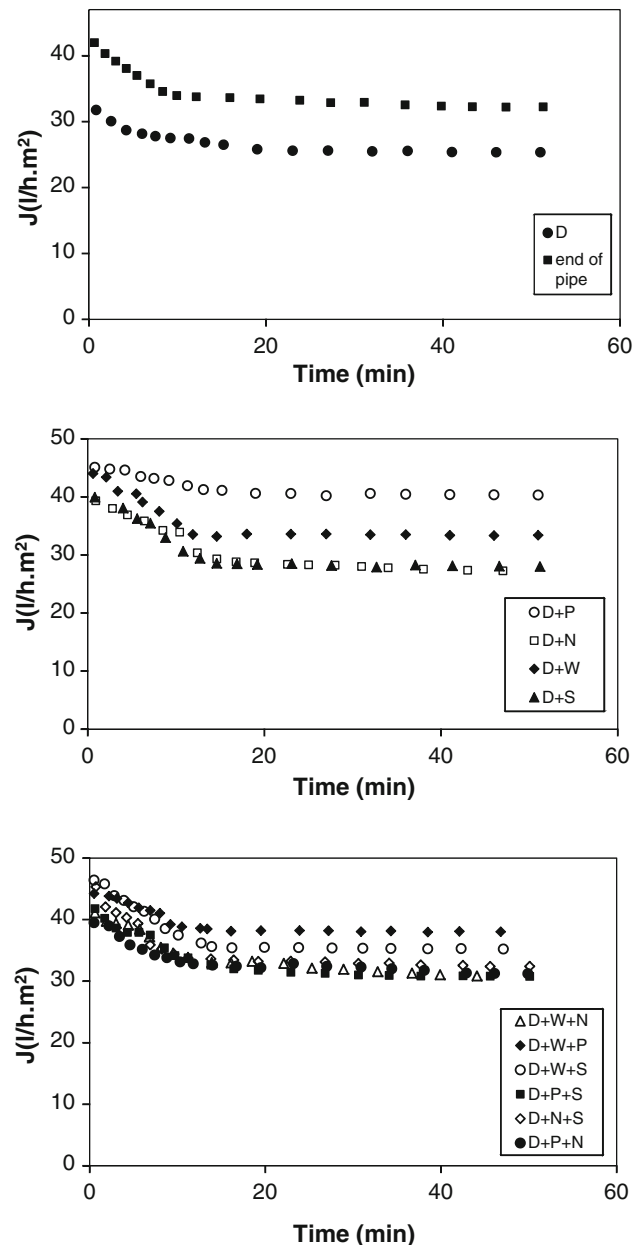 40
30
20
10
0
J(l/h.m²)
D
end of
pipe
0 20 40 60
Time (min)
50
40
30
20
10
0
J(l/h.m²)
D+P
D+N
D+W
D+S
0 20 40 60
Time (min)
50
40
30
20
10
0
J(l/h.m²)
D+W+N
D+W+P
D+W+S
D+P+S
D+N+S
D+P+N
0 20 40 60
Time (min)